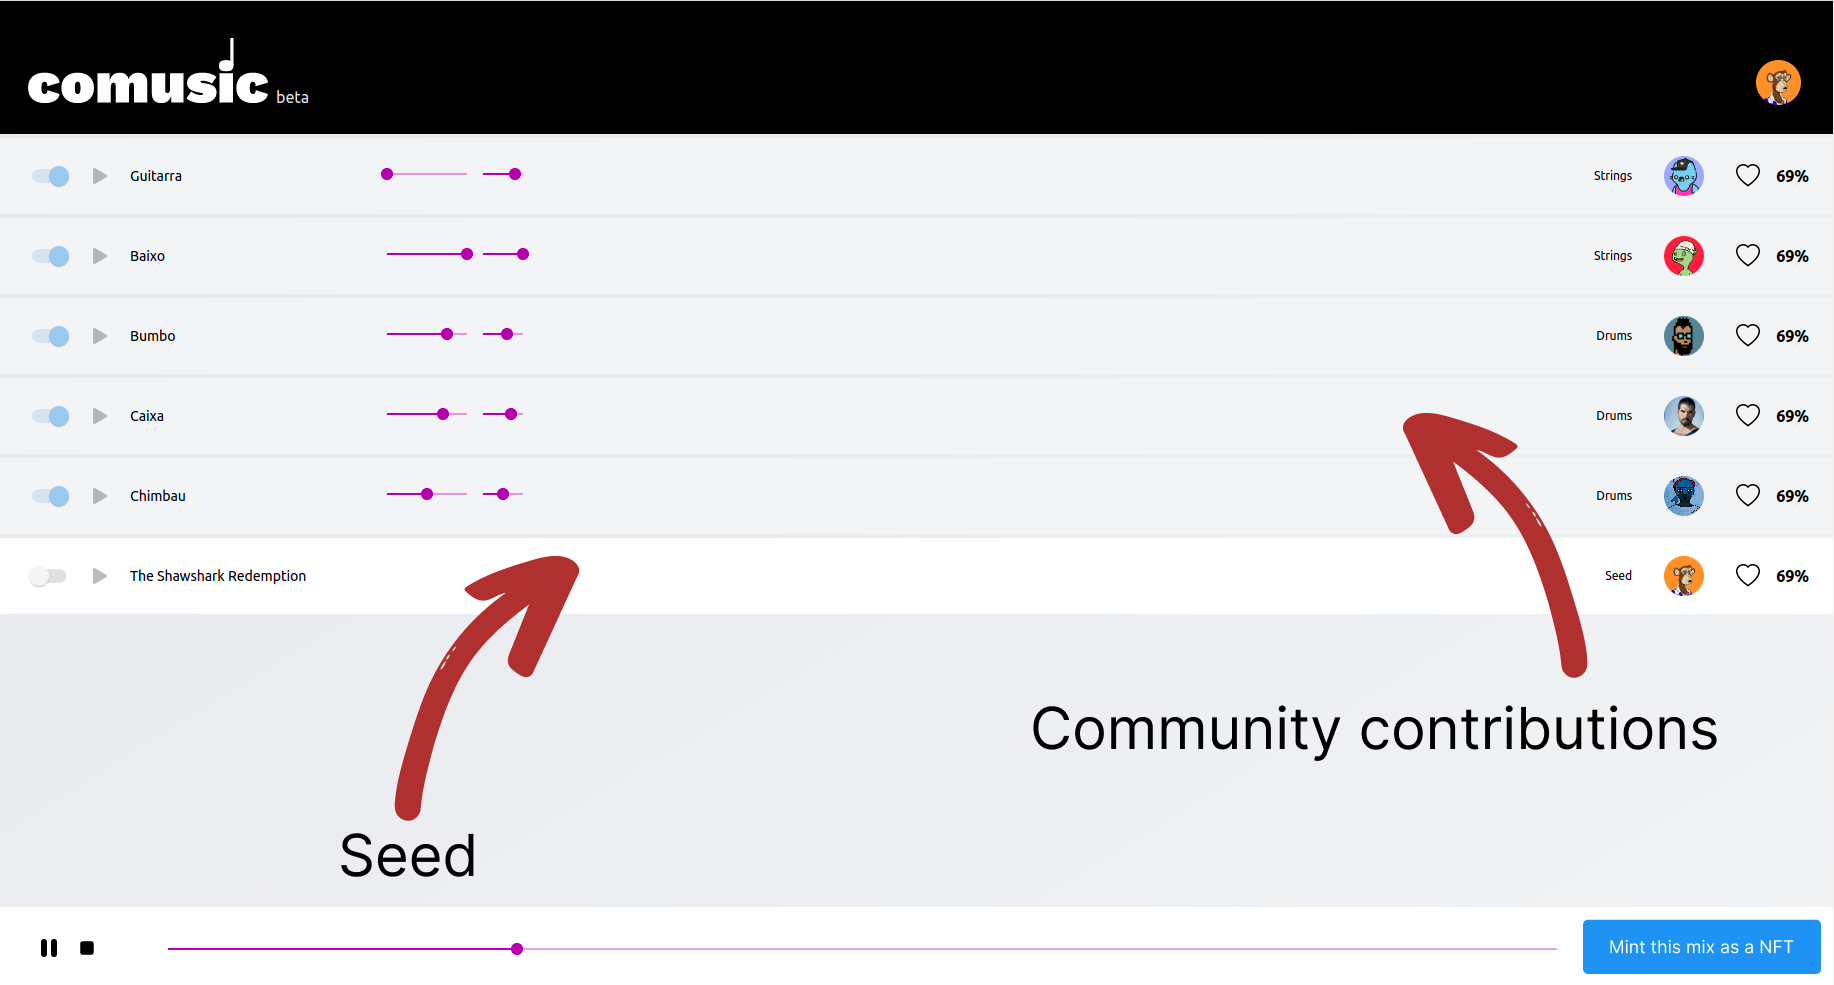 comusic beta
Guitarra Strings 69%
Baixo Strings 69%
Bumbo Drums 69%
Caixa Drums 69%
Chimbau Drums 69%
The Shawshark Redemption Seed 69%
Community contributions
Seed
Mint this mix as a NFT